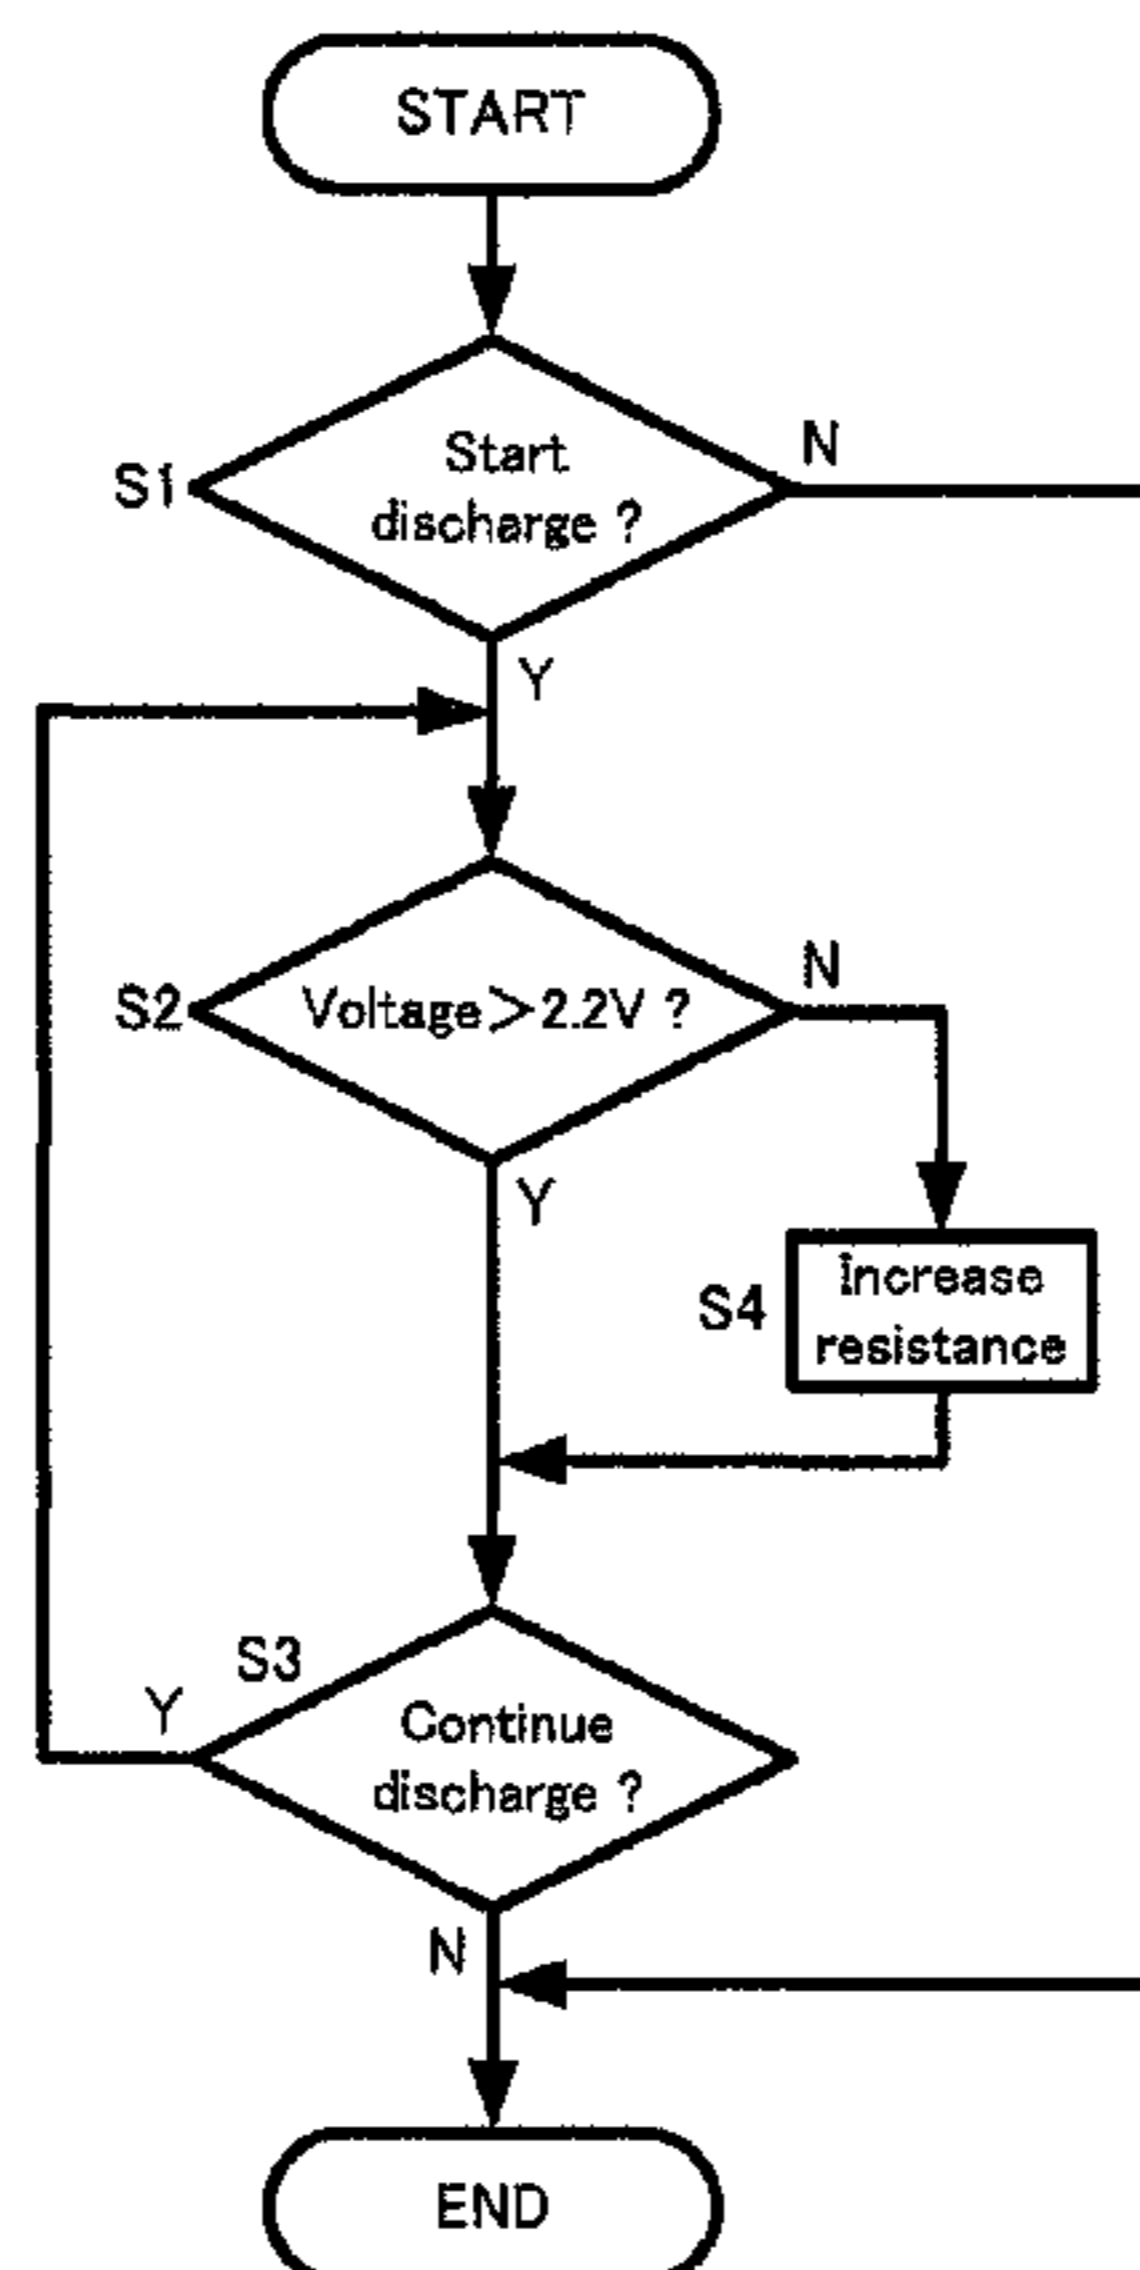 START
Start
discharge ?
S1
N
Y
S2
Voltage>2.2V ?
N
Y
S4
Increase
resistance
S3
Y
Continue
discharge ?
N
END